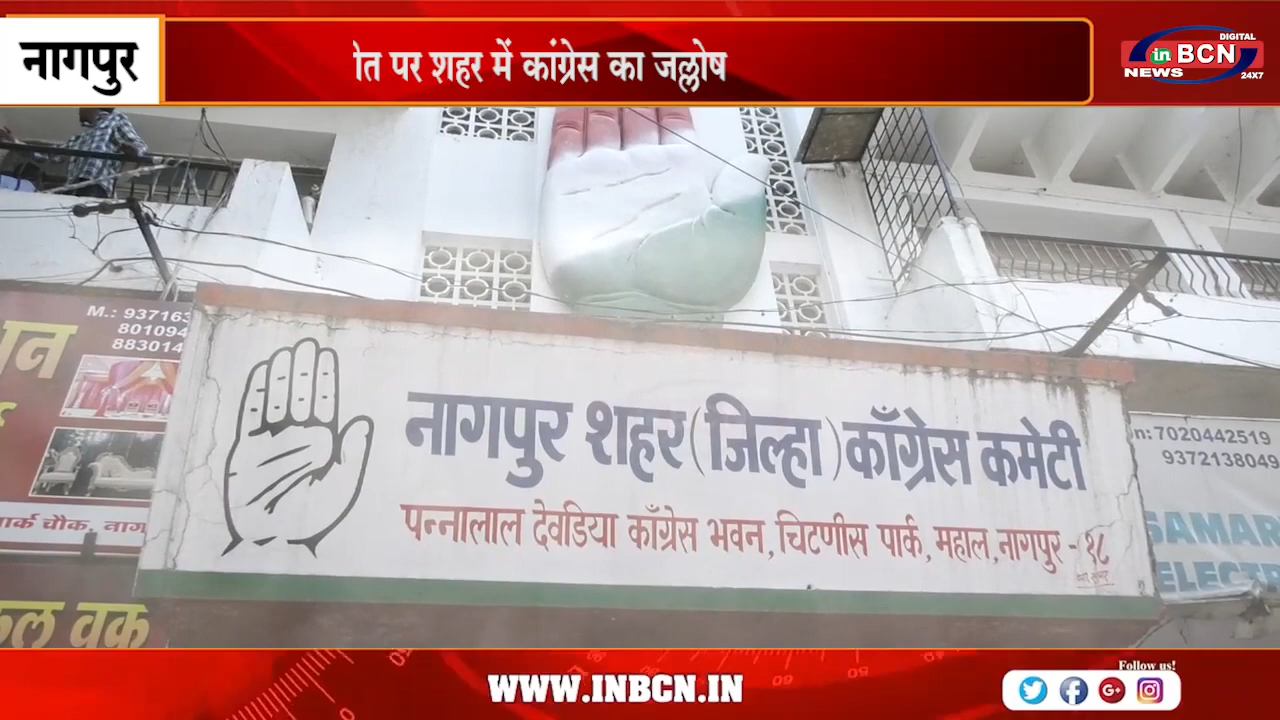 नागपुर
पर शहर में कांग्रेस का जल्लोष
DIGITAL
in BCN
NEWS 24X7
M.: 937163
801094
883014
पार्क चौक, नाग
नागपुर शहर (जिल्हा) काँग्रेस कमेटी
पन्नालाल देवडिया काँग्रेस भवन, चिटणीस पार्क, महाल, नागपुर - १८
n:7020442519
9372138049
SAMAR
ELECTR
WWW.INBCN.IN
Follow us!